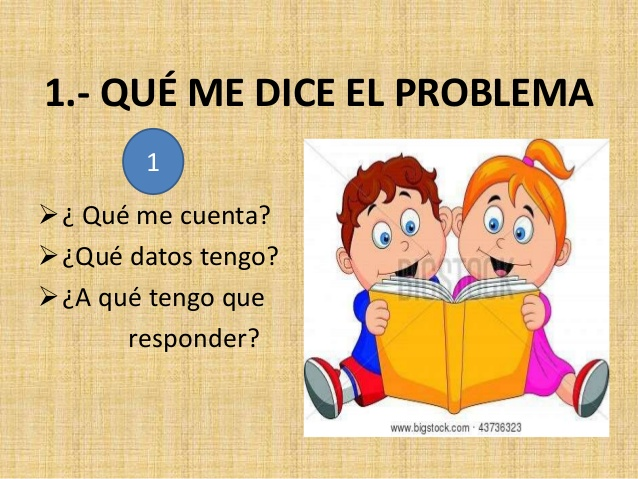 1.- QUÉ ME DICE EL PROBLEMA
1
➢¿ Qué me cuenta?
➢¿Qué datos tengo?
➢¿A qué tengo que
responder?
BIGSTOCK
www.bigstock.com · 43736323